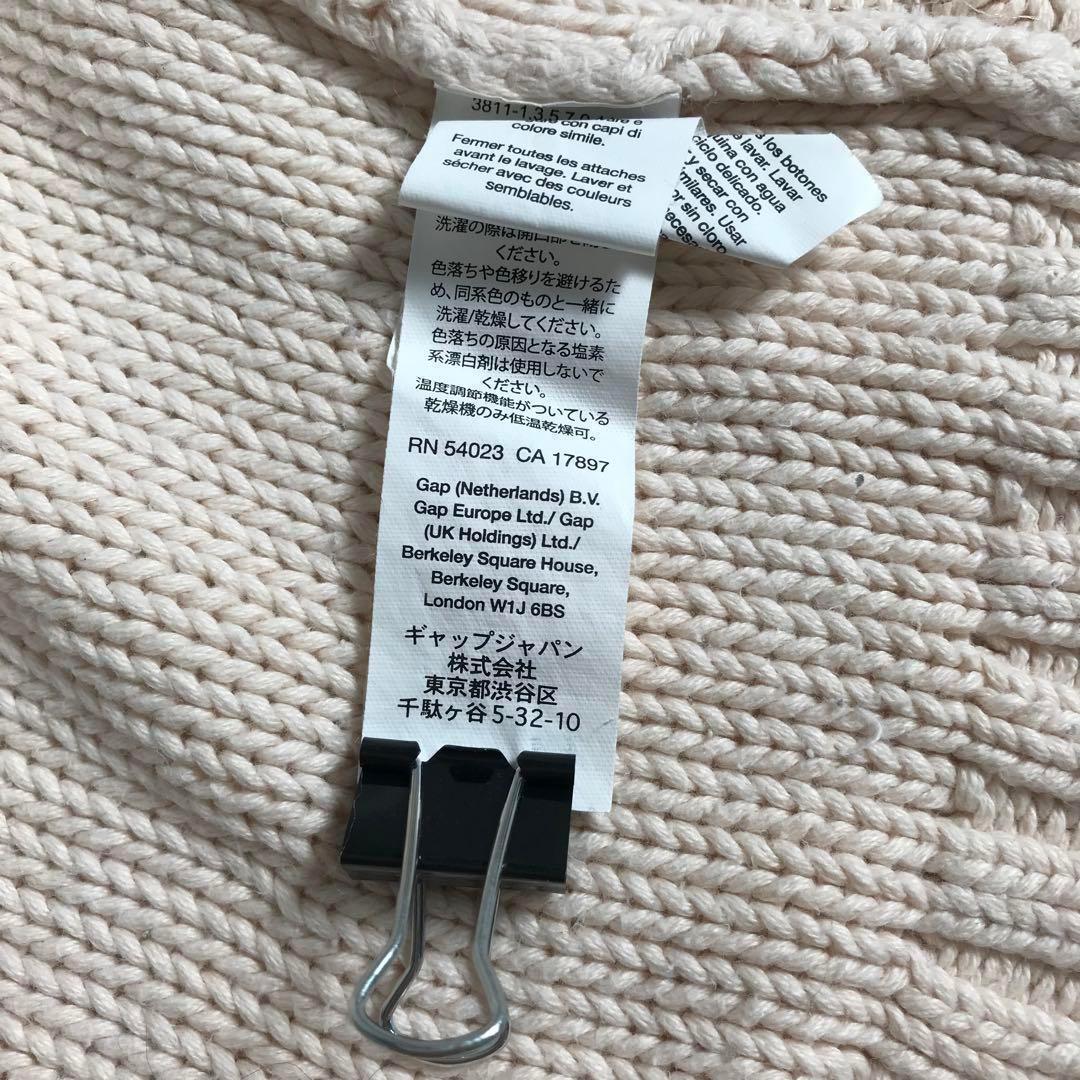 3811-1,3,5,7,9
con capi di
colore simile.
Fermer toutes les attaches
avant le lavage. Laver et
sécher avec des couleurs
semblables.
los botones
lavar. Lavar
con agua
ciclo delicado.
y secar con
Usar
sin cloro
洗濯の際は開口部を
ください。
色落ちや色移りを避けるた
め、同系色のものと一緒に
洗濯/乾燥してください。
色落ちの原因となる塩素
系漂白剤は使用しないで
ください。
温度調節機能がついている
乾燥機のみ低温乾燥可。
RN 54023 CA 17897
Gap (Netherlands) B.V.
Gap Europe Ltd./ Gap
(UK Holdings) Ltd./
Berkeley Square House,
Berkeley Square,
London W1J 6BS
ギャップジャパン
株式会社
東京都渋谷区
千駄ヶ谷5-32-10